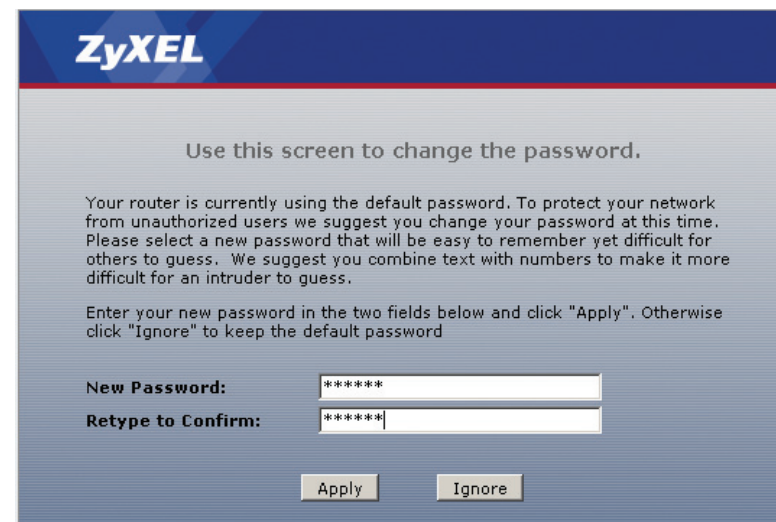 ZyXEL
Use this screen to change the password.
Your router is currently using the default password. To protect your network
from unauthorized users we suggest you change your password at this time.
Please select a new password that will be easy to remember yet difficult for
others to guess.  We suggest you combine text with numbers to make it more
difficult for an intruder to guess.
Enter your new password in the two fields below and click "Apply". Otherwise
click "Ignore" to keep the default password
New Password: ******
Retype to Confirm: ******
Apply Ignore